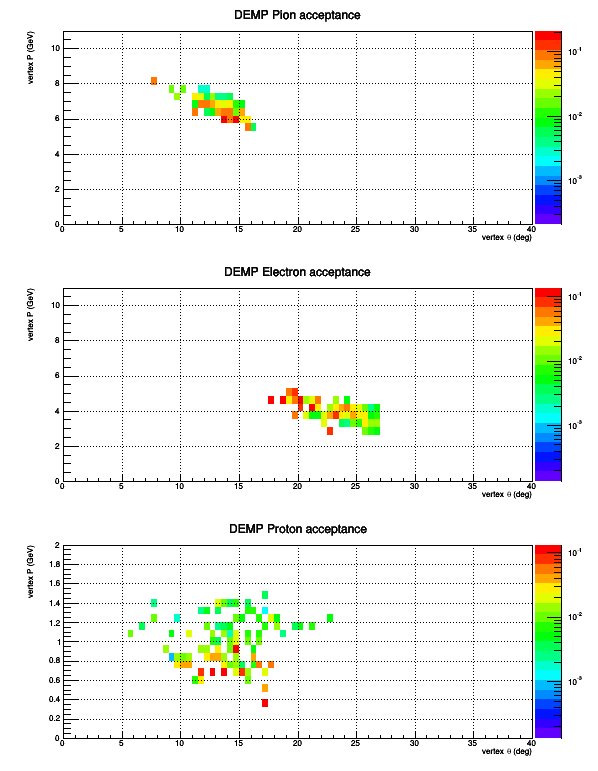 DEMP Pion acceptance
vertex P (GeV)
10
8
6
4
2
0
0 5 10 15 20 25 30 35 40
vertex θ (deg)
10⁻¹
10⁻²
10⁻³
DEMP Electron acceptance
vertex P (GeV)
10
8
6
4
2
0
0 5 10 15 20 25 30 35 40
vertex θ (deg)
10⁻¹
10⁻²
10⁻³
DEMP Proton acceptance
vertex P (GeV)
2
1.8
1.6
1.4
1.2
1
0.8
0.6
0.4
0.2
0
0 5 10 15 20 25 30 35 40
vertex θ (deg)
10⁻¹
10⁻²
10⁻³